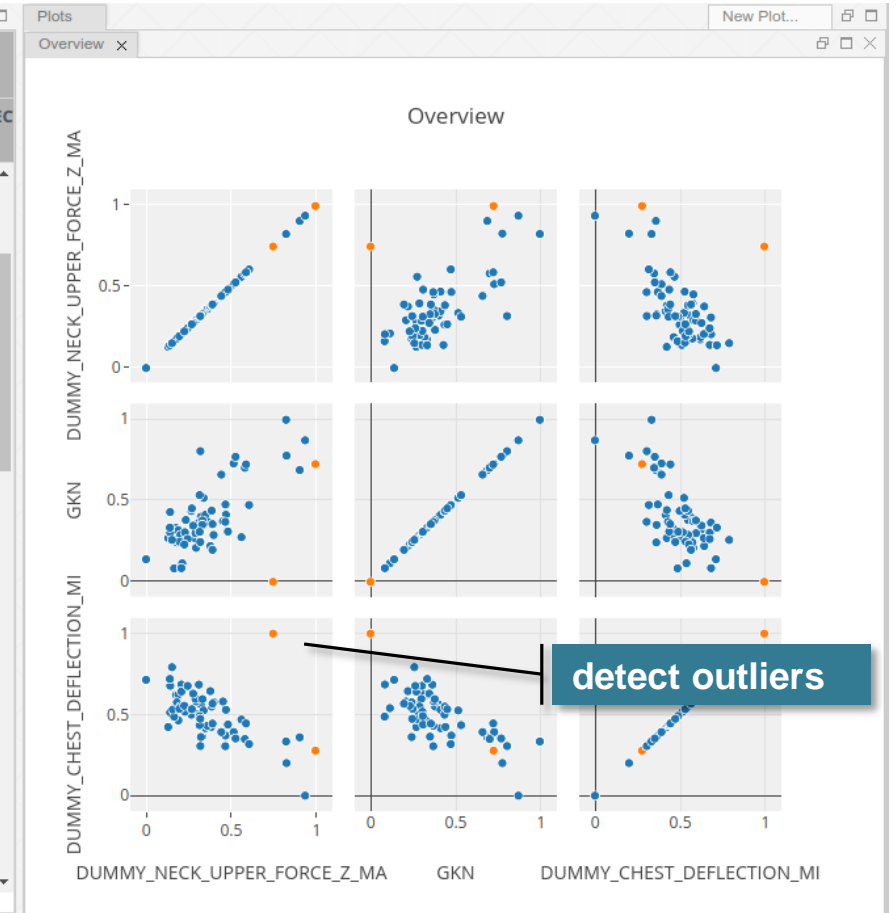 Plots
New Plot...
Overview
EC
Overview
DUMMY_NECK_UPPER_FORCE_Z_MA
1
0.5
0
GKN
1
0.5
0
DUMMY_CHEST_DEFLECTION_MI
1
0.5
0
detect outliers
0 0.5 1 0 0.5 1 0 0.5 1
DUMMY_NECK_UPPER_FORCE_Z_MA GKN DUMMY_CHEST_DEFLECTION_MI